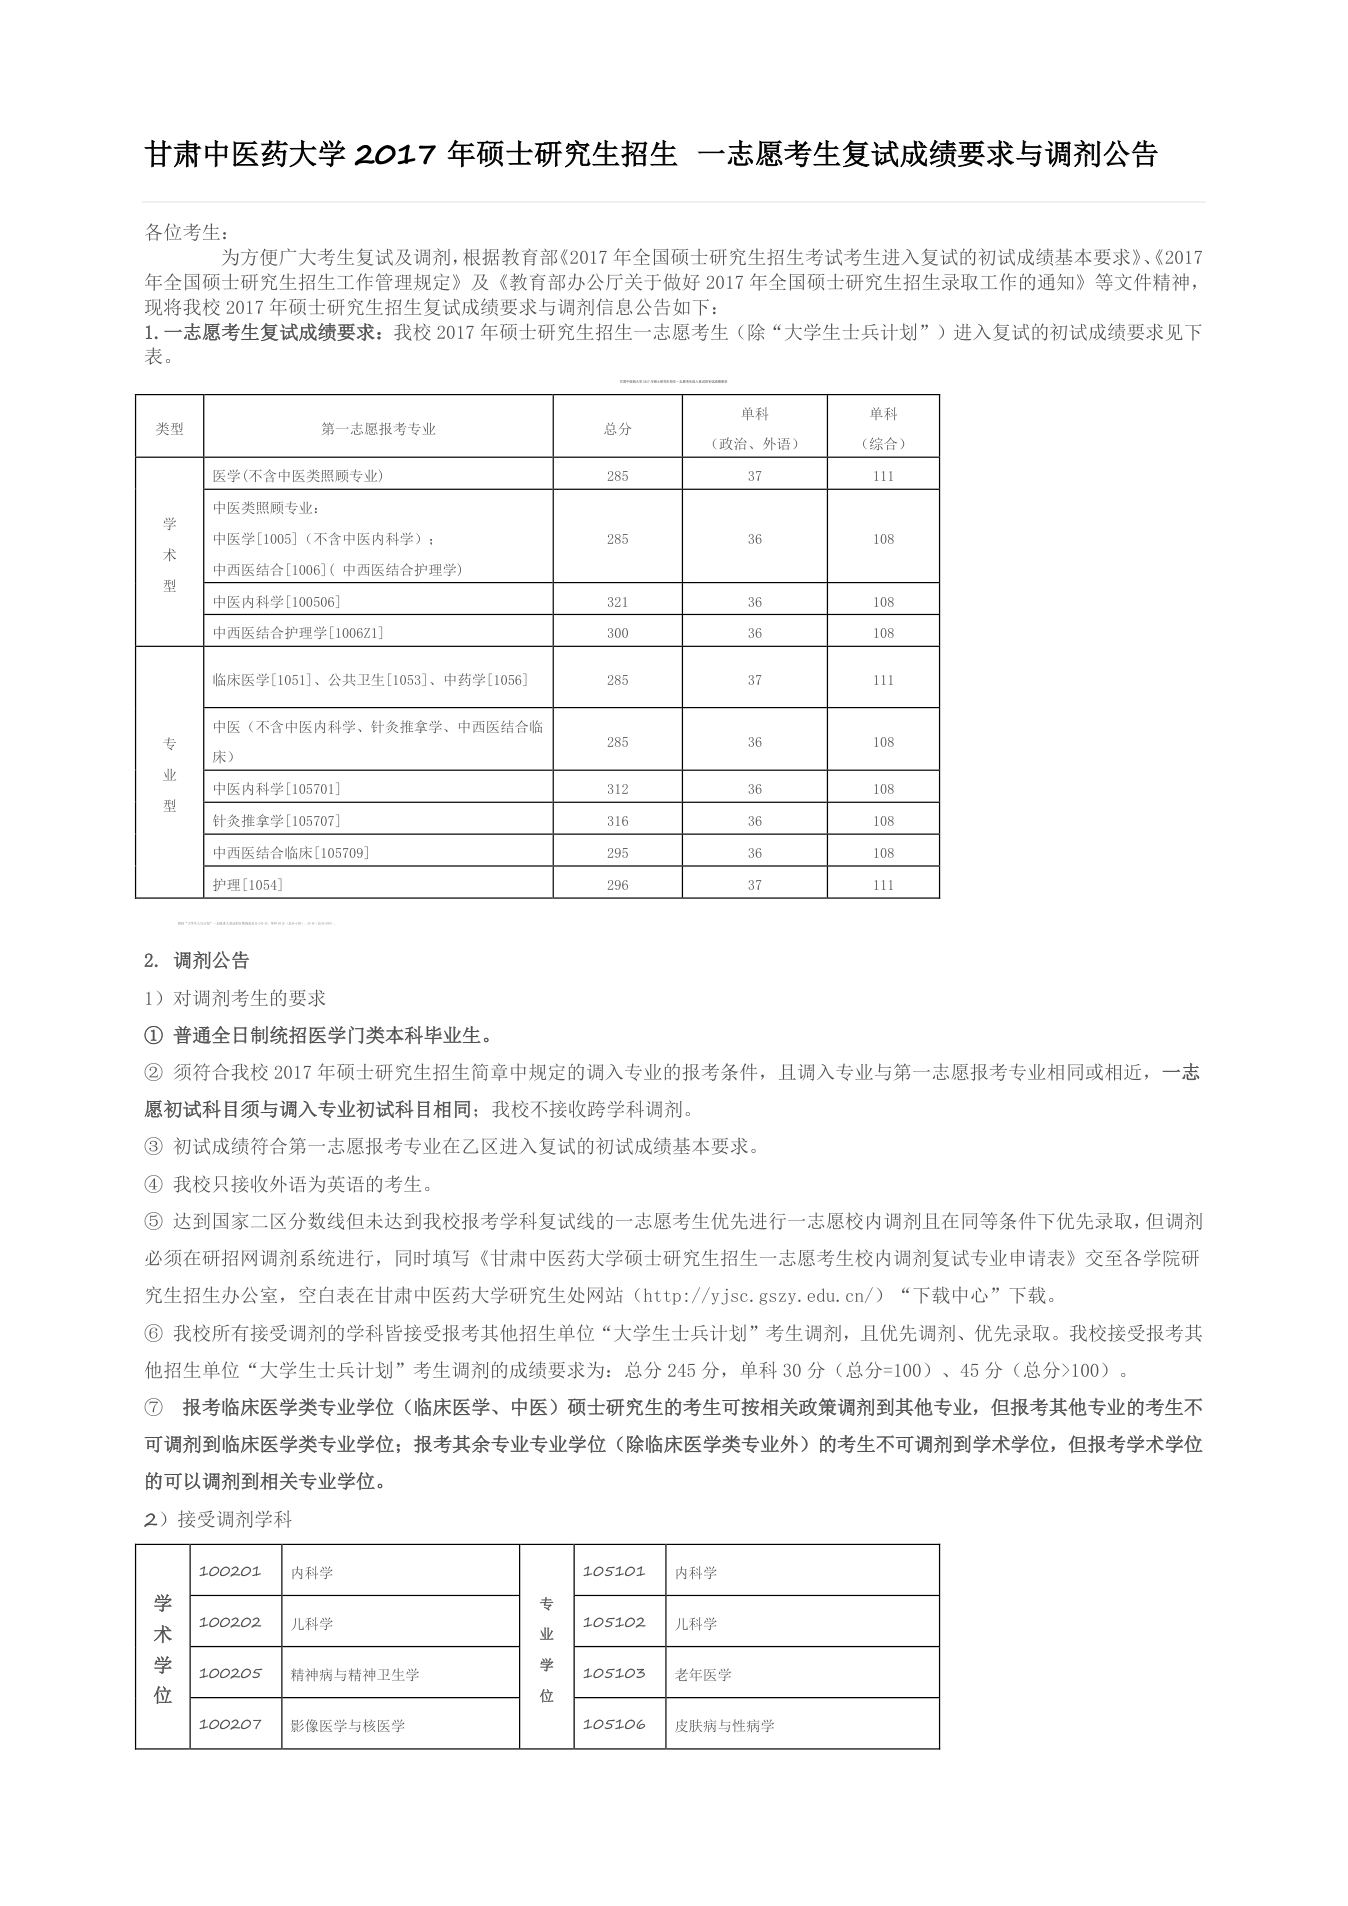 甘肃中医药大学 2017 年硕士研究生招生 一志愿考生复试成绩要求与调剂公告
各位考生：
为方便广大考生复试及调剂，根据教育部《2017 年全国硕士研究生招生考试考生进入复试的初试成绩基本要求》、《2017
年全国硕士研究生招生工作管理规定》及《教育部办公厅关于做好 2017 年全国硕士研究生招生录取工作的通知》等文件精神，
现将我校 2017 年硕士研究生招生复试成绩要求与调剂信息公告如下：
1.一志愿考生复试成绩要求：我校 2017 年硕士研究生招生一志愿考生（除“大学生士兵计划”）进入复试的初试成绩要求见下
表。
甘肃中医药大学 2017 年硕士研究生招生一志愿考生进入复试的初试成绩要求
类型 第一志愿报考专业 总分 单科（政治、外语） 单科（综合）
学术型
医学(不含中医类照顾专业) 285 37 111
中医类照顾专业：
中医学[1005]（不含中医内科学）；
中西医结合[1006]( 中西医结合护理学) 285 36 108
中医内科学[100506] 321 36 108
中西医结合护理学[1006Z1] 300 36 108
专业型
临床医学[1051]、公共卫生[1053]、中药学[1056] 285 37 111
中医（不含中医内科学、针灸推拿学、中西医结合临
床） 285 36 108
中医内科学[105701] 312 36 108
针灸推拿学[105707] 316 36 108
中西医结合临床[105709] 295 36 108
护理[1054] 296 37 111
2. 调剂公告
1）对调剂考生的要求
① 普通全日制统招医学门类本科毕业生。
② 须符合我校 2017 年硕士研究生招生简章中规定的调入专业的报考条件，且调入专业与第一志愿报考专业相同或相近，一志
愿初试科目须与调入专业初试科目相同；我校不接收跨学科调剂。
③ 初试成绩符合第一志愿报考专业在乙区进入复试的初试成绩基本要求。
④ 我校只接收外语为英语的考生。
⑤ 达到国家二区分数线但未达到我校报考学科复试线的一志愿考生优先进行一志愿校内调剂且在同等条件下优先录取，但调剂
必须在研招网调剂系统进行，同时填写《甘肃中医药大学硕士研究生招生一志愿考生校内调剂复试专业申请表》交至各学院研
究生招生办公室，空白表在甘肃中医药大学研究生处网站（http://yjsc.gszy.edu.cn/）“下载中心”下载。
⑥ 我校所有接受调剂的学科皆接受报考其他招生单位“大学生士兵计划”考生调剂，且优先调剂、优先录取。我校接受报考其
他招生单位“大学生士兵计划”考生调剂的成绩要求为：总分 245 分，单科 30 分（总分=100）、45 分（总分>100）。
⑦ 报考临床医学类专业学位（临床医学、中医）硕士研究生的考生可按相关政策调剂到其他专业，但报考其他专业的考生不
可调剂到临床医学类专业学位；报考其余专业专业学位（除临床医学类专业外）的考生不可调剂到学术学位，但报考学术学位
的可以调剂到相关专业学位。
2）接受调剂学科
学术学位 专业学位
100201 内科学 105101 内科学
100202 儿科学 105102 儿科学
100205 精神病与精神卫生学 105103 老年医学
100207 影像医学与核医学 105106 皮肤病与性病学